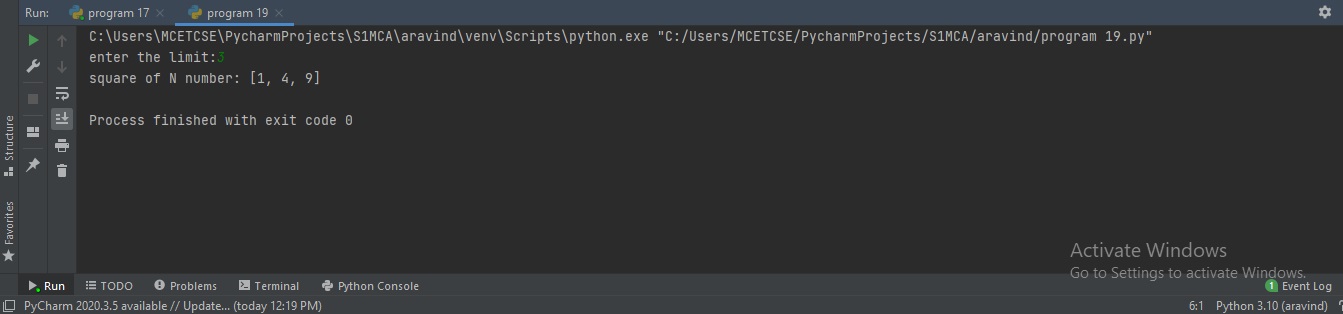 Run: program 17 × program 19 ×
C:\Users\MCETCSE\PycharmProjects\S1MCA\aravind\venv\Scripts\python.exe "C:/Users/MCETCSE/PycharmProjects/S1MCA/aravind/program 19.py"
enter the limit:3
square of N number: [1, 4, 9]
Process finished with exit code 0
Structure
Favorites
Activate Windows
Go to Settings to activate Windows.
Run TODO Problems Terminal Python Console 1 Event Log
PyCharm 2020.3.5 available // Update... (today 12:19 PM) 6:1 Python 3.10 (aravind)